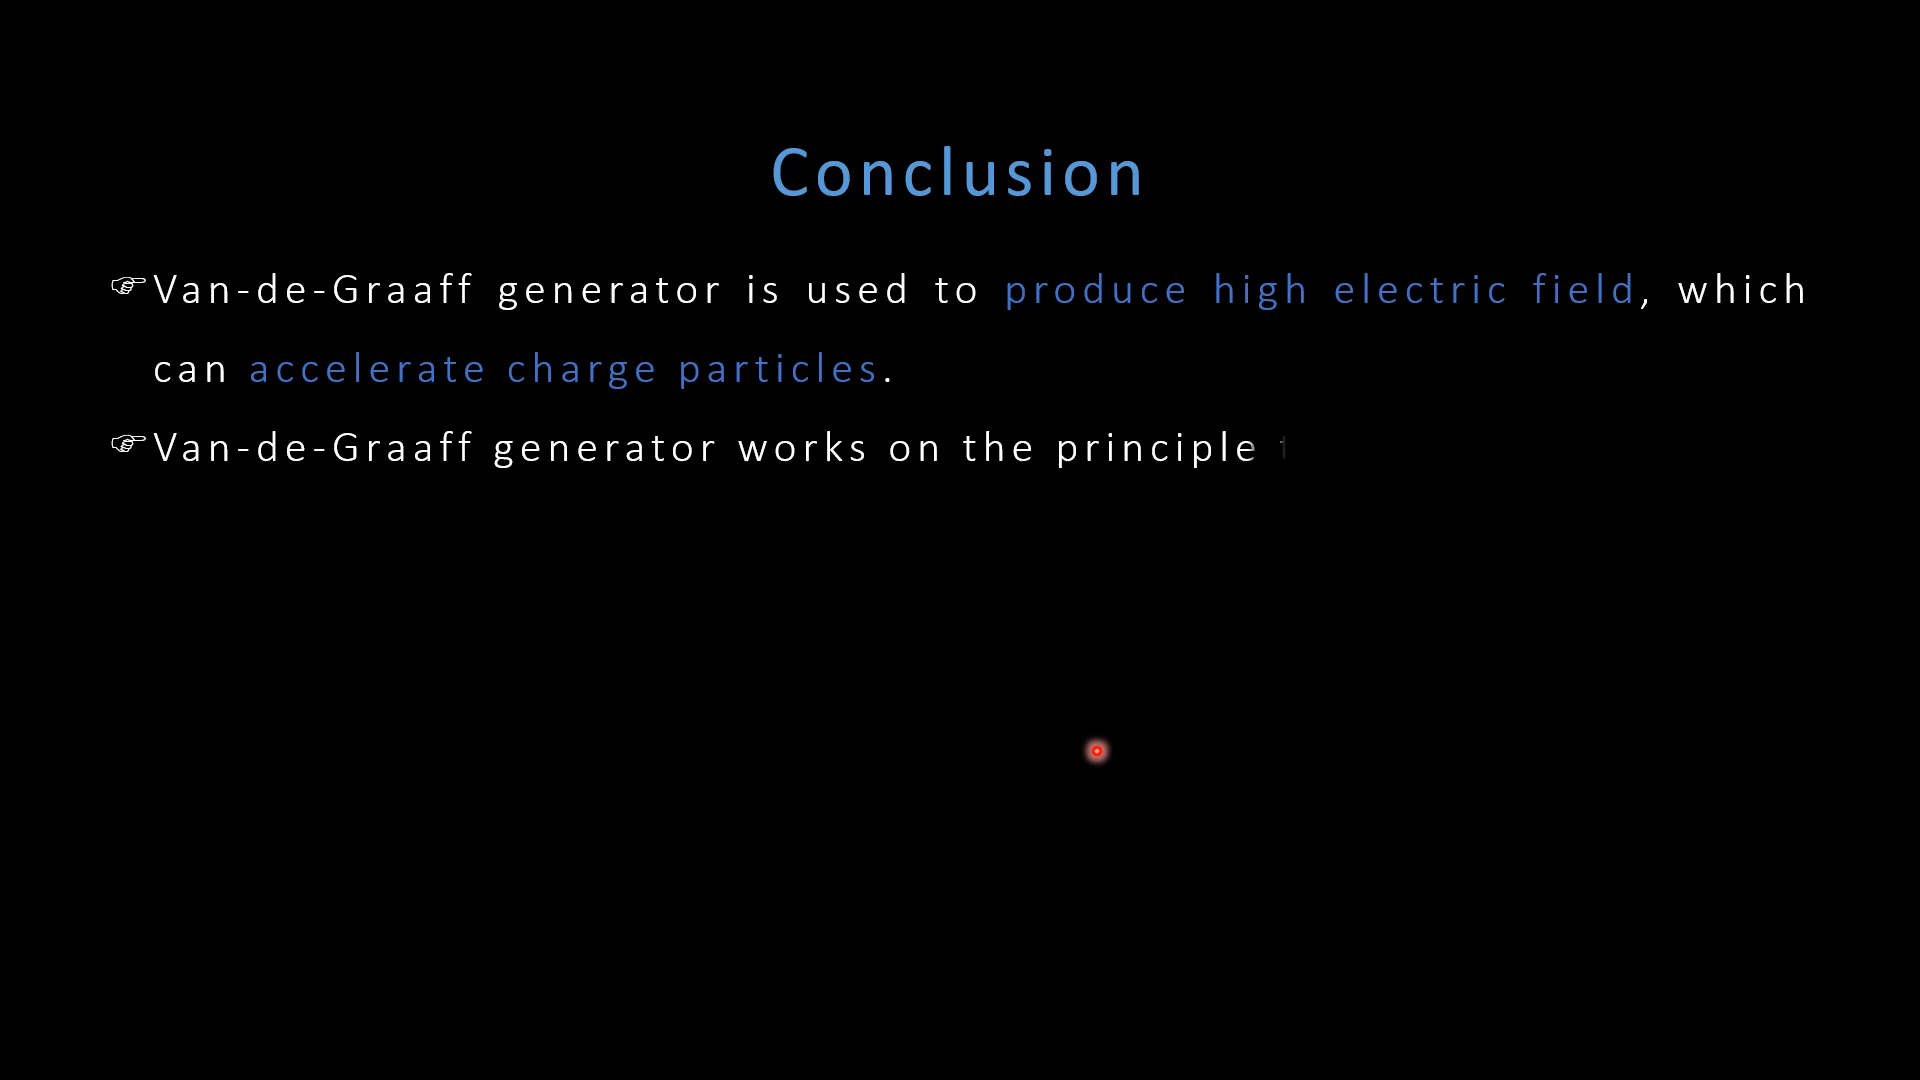 Conclusion
☞Van-de-Graaff generator is used to produce high electric field, which
can accelerate charge particles.
☞Van-de-Graaff generator works on the principle